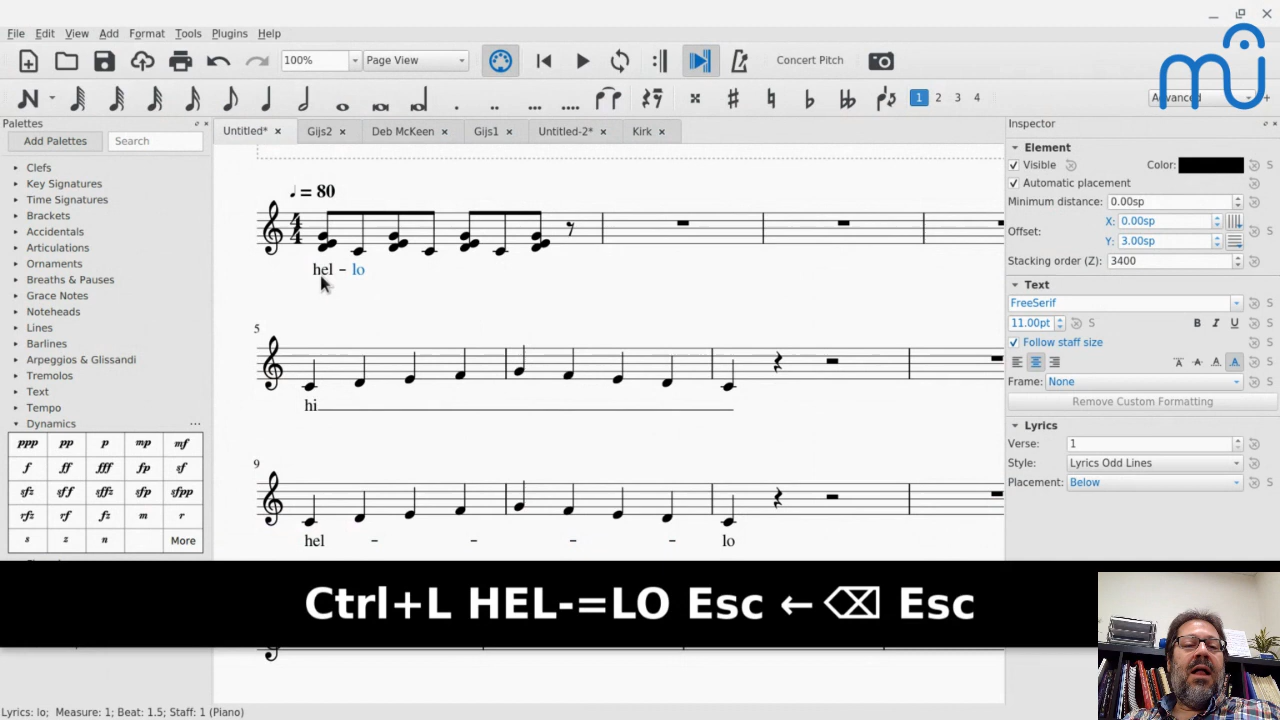 File Edit View Add Format Tools Plugins Help
100% Page View Concert Pitch
1 2 3 4 Advanced +
Palettes
Untitled* Gijs2 Deb McKeen Gijs1 Untitled-2* Kirk
Inspector
Add Palettes Search
Clefs
Key Signatures
Time Signatures
Brackets
Accidentals
Articulations
Ornaments
Breaths & Pauses
Grace Notes
Noteheads
Lines
Barlines
Arpeggios & Glissandi
Tremolos
Text
Tempo
Dynamics ...
ppp pp p mp mf
f ff fff fp sf
sfz sff sffz sfp sfpp
rfz rf fz m r
s z n More
♩ = 80
4
4
hel - lo
5
hi
9
hel - - - - lo
Element
Visible Color: S
Automatic placement
Minimum distance: 0.00sp S
X: 0.00sp
Offset: S
Y: 3.00sp
Stacking order (Z): 3400
Text
FreeSerif S
11.00pt S B I U S
Follow staff size S
A A A A S
Frame: None S
Remove Custom Formatting
Lyrics
Verse: 1
Style: Lyrics Odd Lines
Placement: Below S
Ctrl+L HEL-=LO Esc ← ⌫ Esc
Lyrics: lo; Measure: 1; Beat: 1.5; Staff: 1 (Piano)